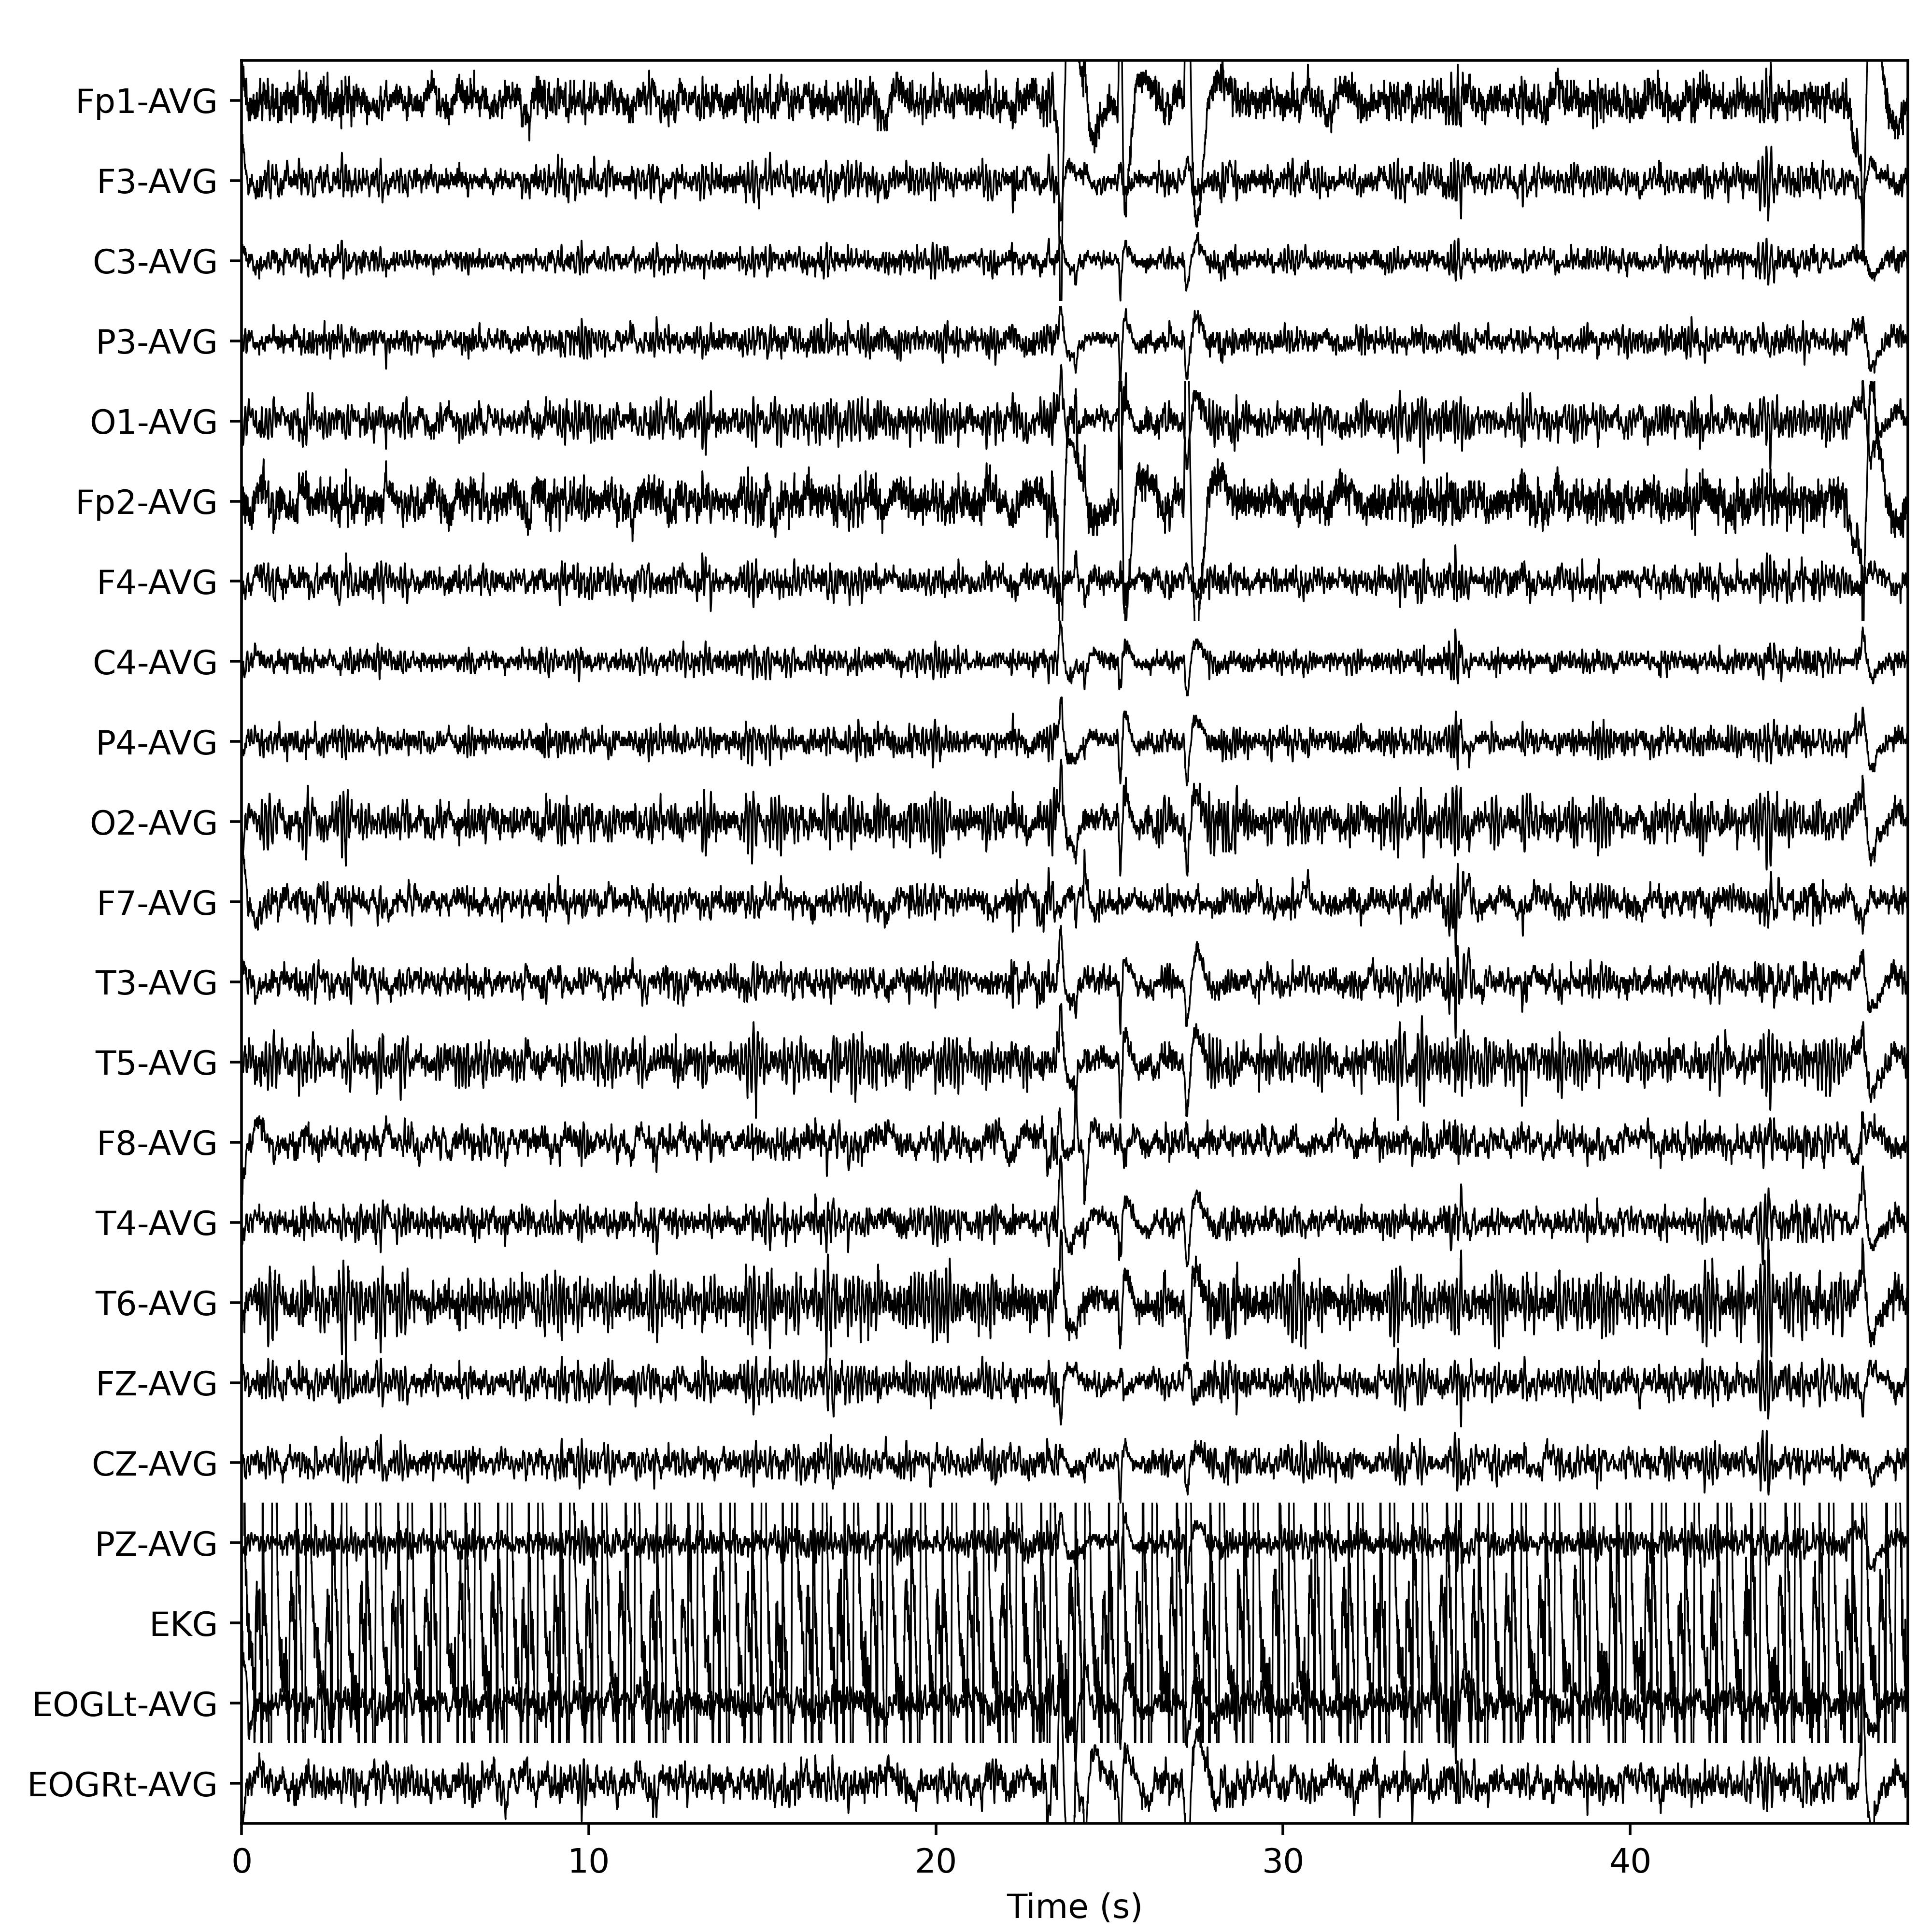 Fp1-AVG
F3-AVG
C3-AVG
P3-AVG
O1-AVG
Fp2-AVG
F4-AVG
C4-AVG
P4-AVG
O2-AVG
F7-AVG
T3-AVG
T5-AVG
F8-AVG
T4-AVG
T6-AVG
FZ-AVG
CZ-AVG
PZ-AVG
EKG
EOGLt-AVG
EOGRt-AVG
0 10 20 30 40
Time (s)